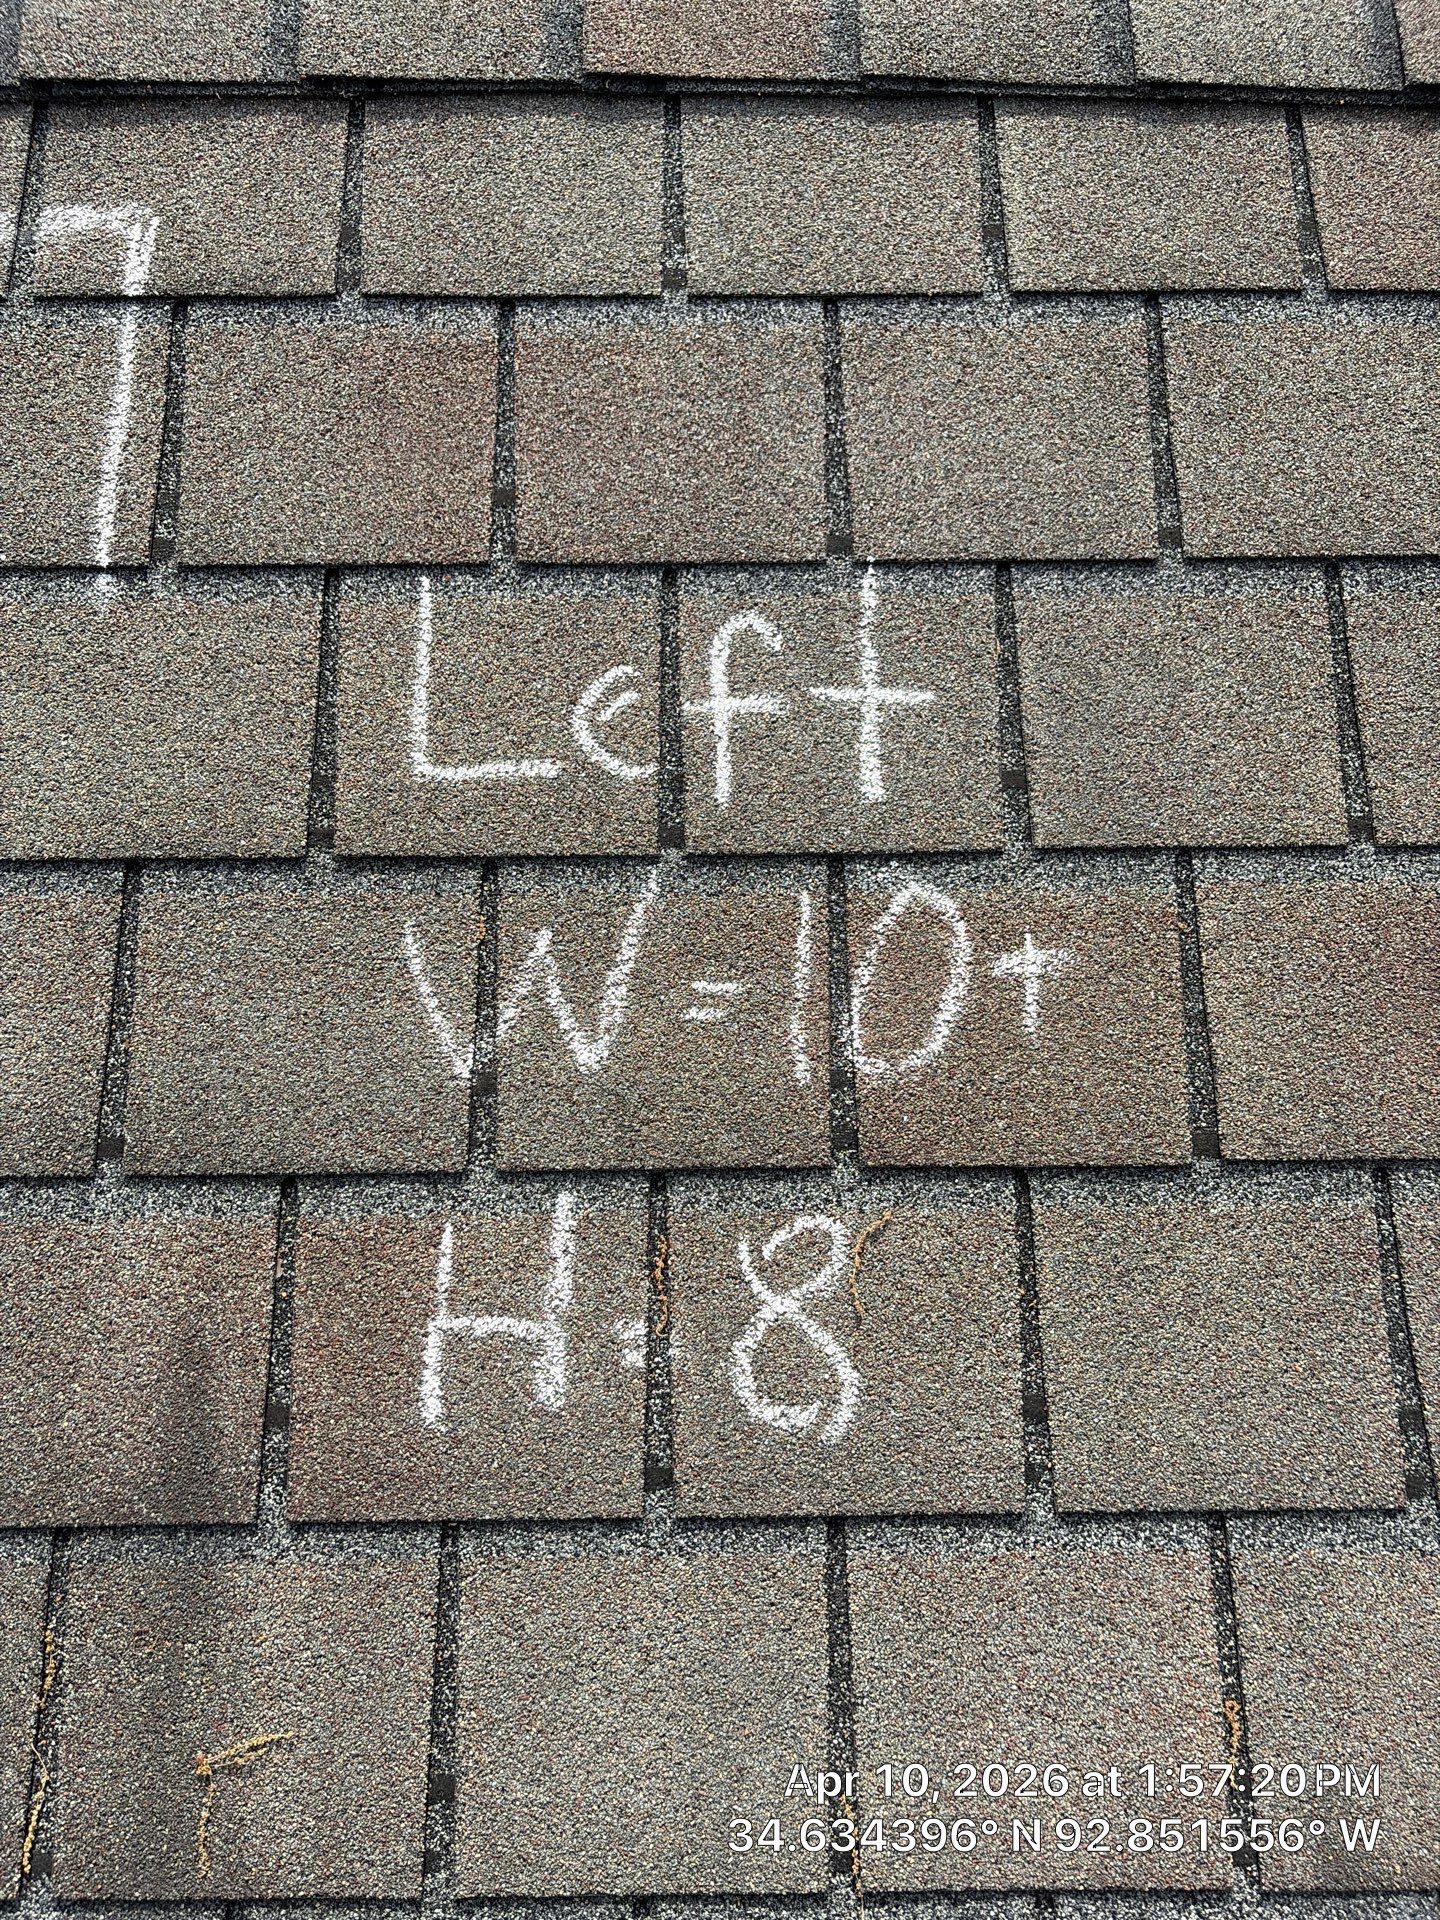 Left
W=10+
H=8
Apr 10, 2026 at 1:57:20 PM
34.634396° N 92.851556° W